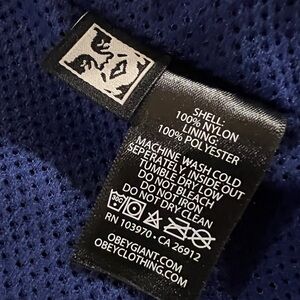 SHELL:
100% NYLON
LINING:
100% POLYESTER
MACHINE WASH COLD
SEPERATELY, INSIDE OUT
TUMBLE DRY LOW
DO NOT BLEACH
DO NOT IRON
DO NOT DRY CLEAN
RN 103970 • CA 26912
OBEYGIANT.COM
OBEYCLOTHING.COM